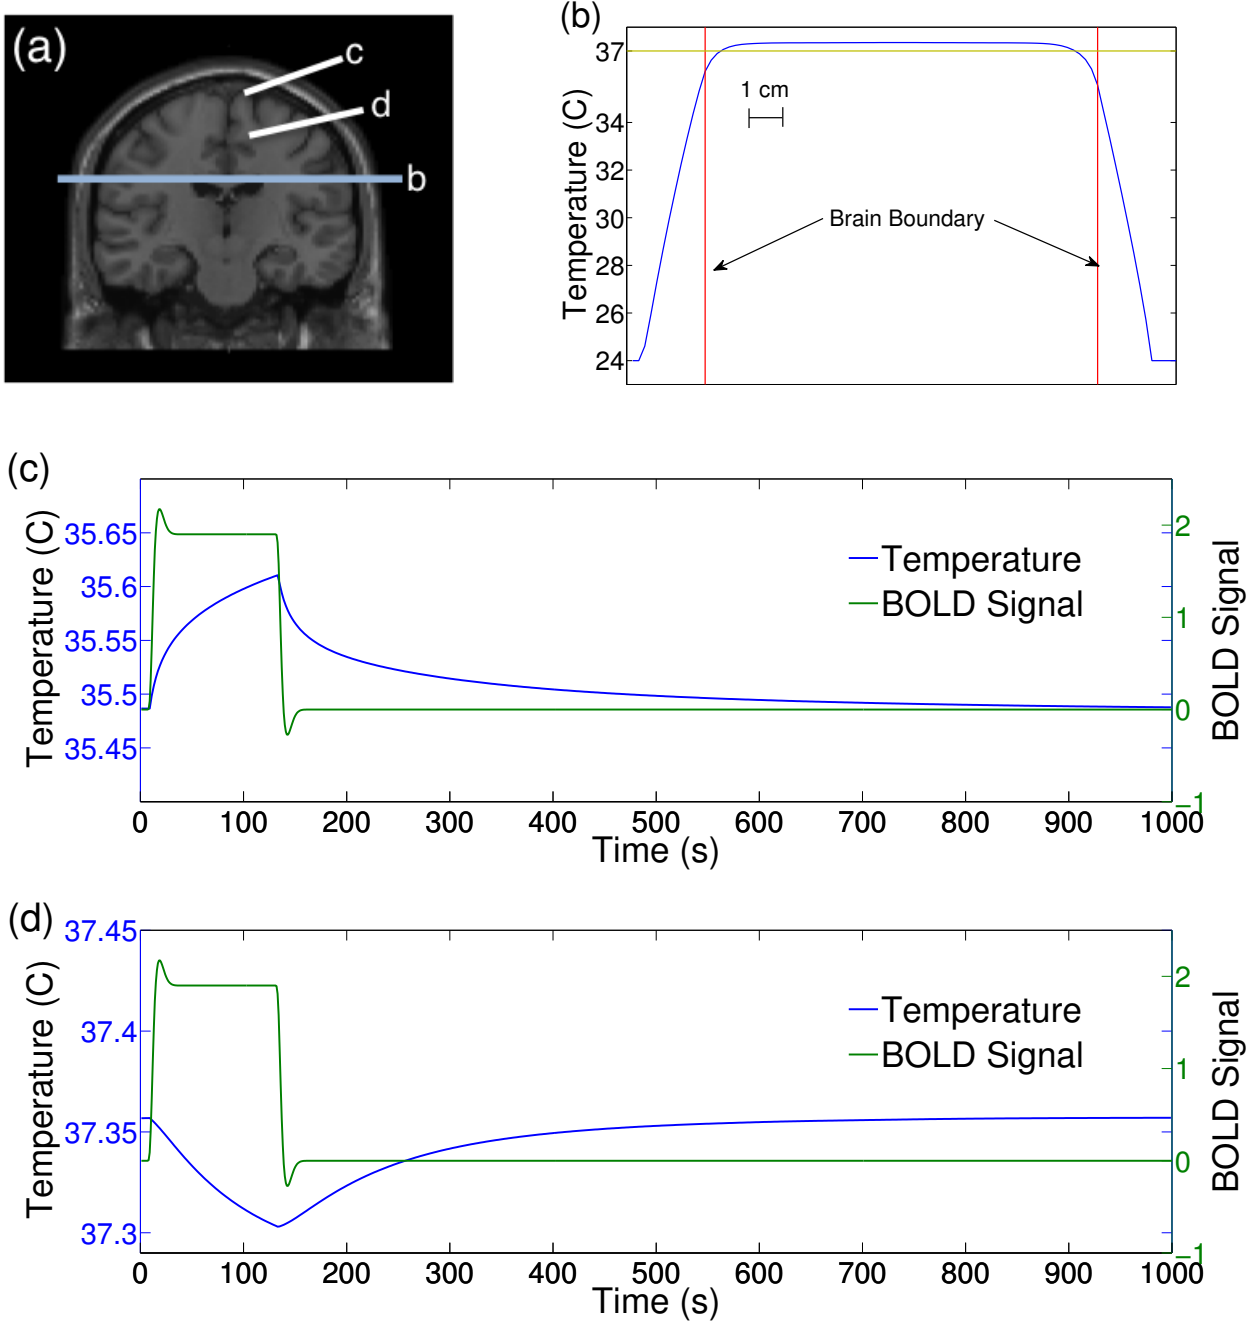 (a)
c
d
b
(b)
Temperature (C)
37
34
32
30
28
26
24
1 cm
Brain Boundary
(c)
Temperature (C)
35.65
35.6
35.55
35.5
35.45
Temperature
BOLD Signal
2
1
0
−1
BOLD Signal
0 100 200 300 400 500 600 700 800 900 1000
Time (s)
(d)
Temperature (C)
37.45
37.4
37.35
37.3
Temperature
BOLD Signal
2
1
0
−1
BOLD Signal
0 100 200 300 400 500 600 700 800 900 1000
Time (s)